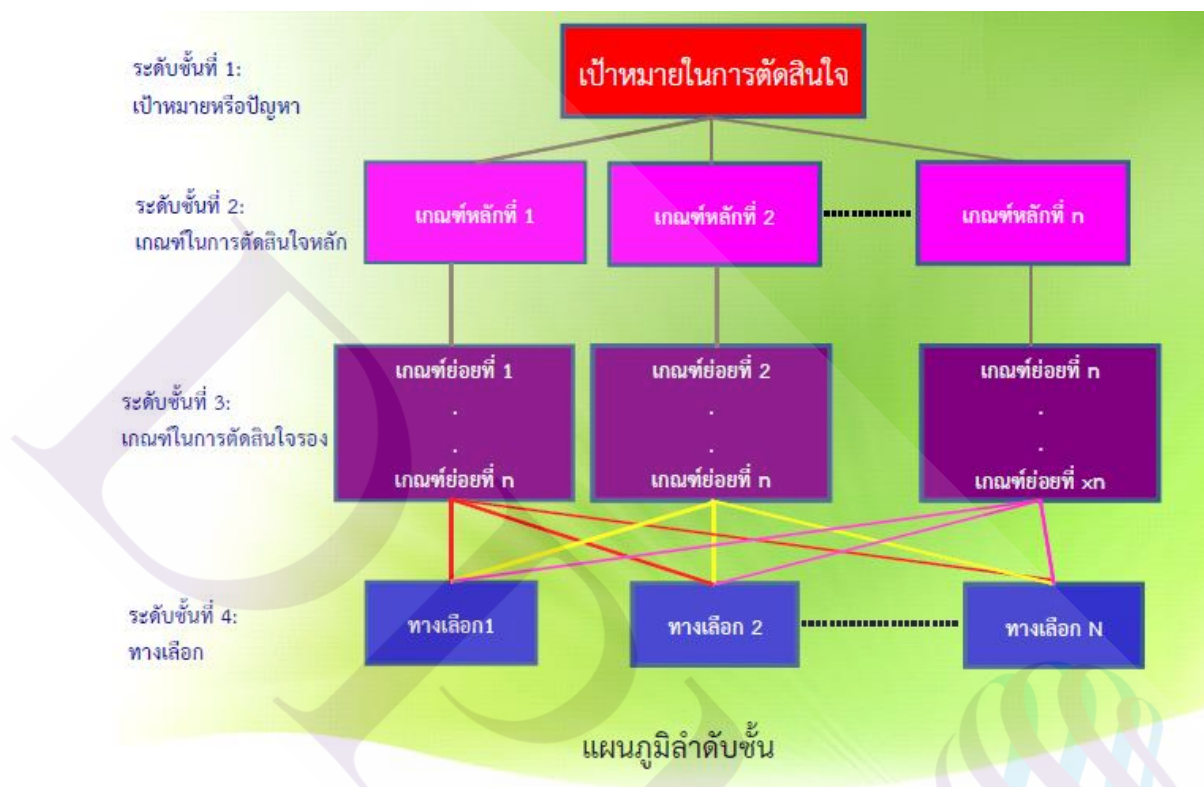 เป้าหมายในการตัดสินใจ
ระดับชั้นที่ 1:
เป้าหมายหรือปัญหา
ระดับชั้นที่ 2:
เกณฑ์ในการตัดสินใจหลัก
เกณฑ์หลักที่ 1
เกณฑ์หลักที่ 2
เกณฑ์หลักที่ n
ระดับชั้นที่ 3:
เกณฑ์ในการตัดสินใจรอง
เกณฑ์ย่อยที่ 1
.
.
เกณฑ์ย่อยที่ n
เกณฑ์ย่อยที่ 2
.
.
เกณฑ์ย่อยที่ n
เกณฑ์ย่อยที่ n
.
.
เกณฑ์ย่อยที่ xn
ระดับชั้นที่ 4:
ทางเลือก
ทางเลือก1
ทางเลือก 2
ทางเลือก N
แผนภูมิลำดับชั้น